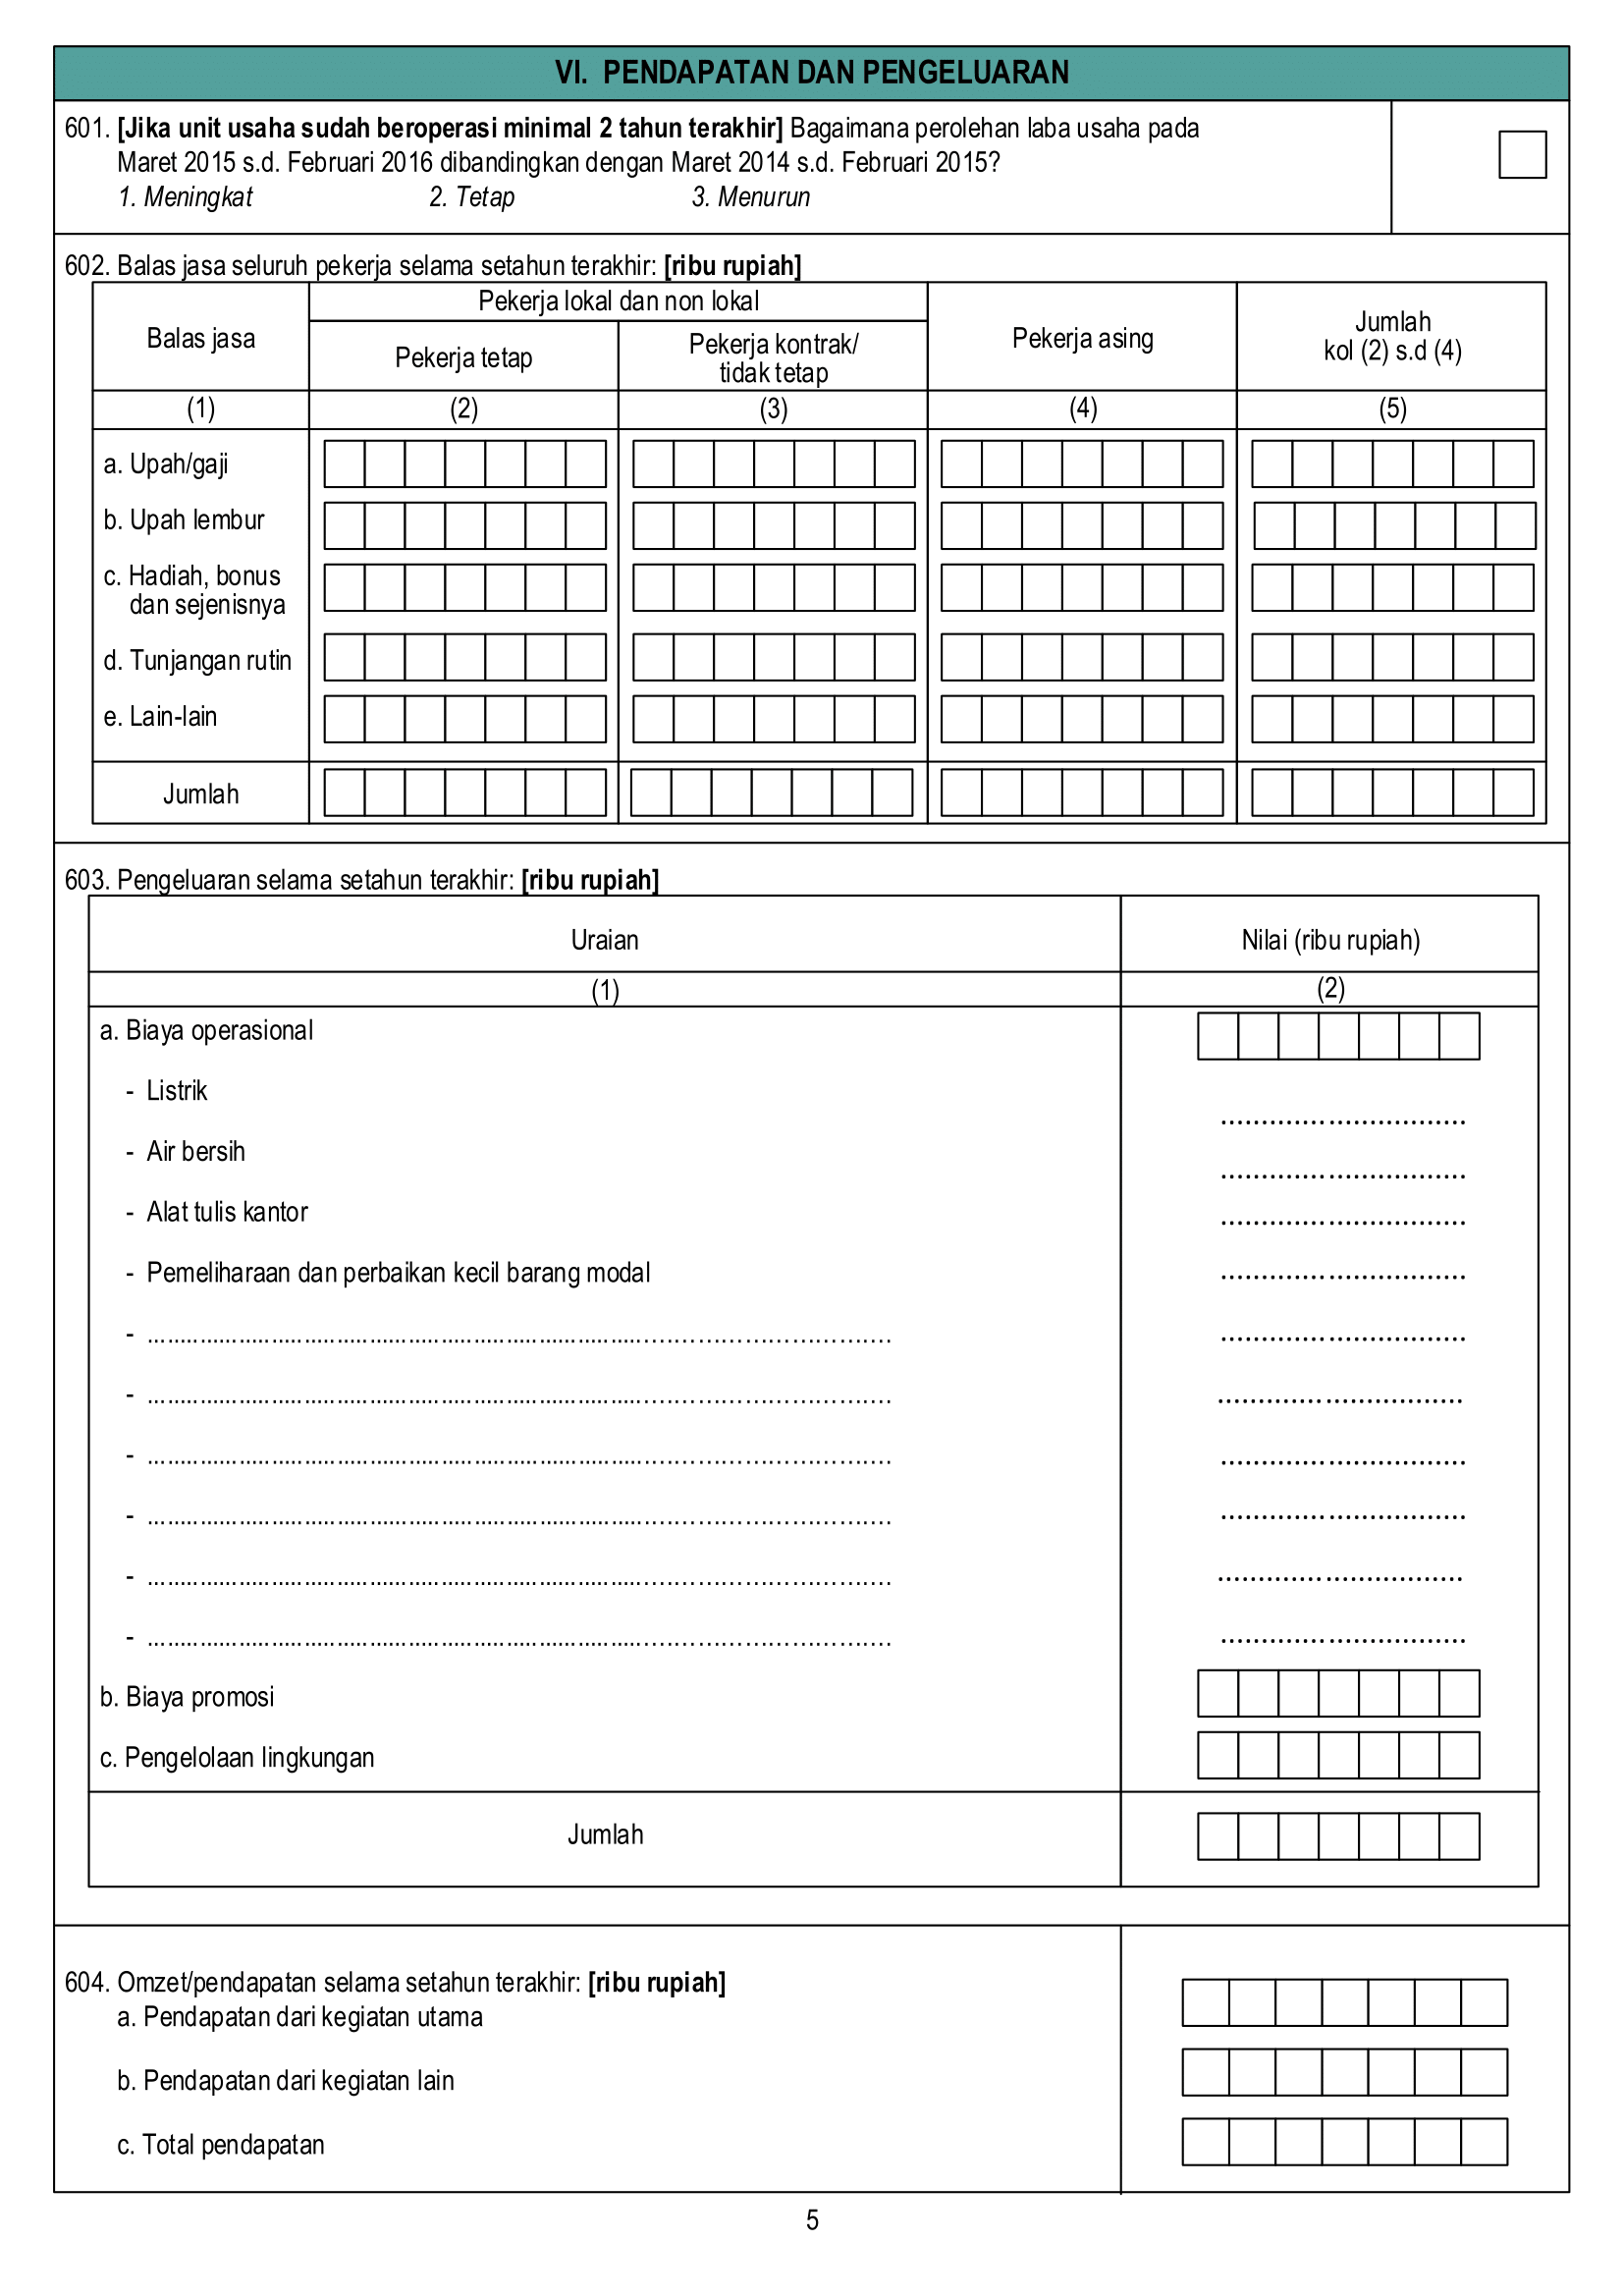 VI. PENDAPATAN DAN PENGELUARAN
601. [Jika unit usaha sudah beroperasi minimal 2 tahun terakhir] Bagaimana perolehan laba usaha pada
Maret 2015 s.d. Februari 2016 dibandingkan dengan Maret 2014 s.d. Februari 2015?
1. Meningkat 2. Tetap 3. Menurun
602. Balas jasa seluruh pekerja selama setahun terakhir: [ribu rupiah]
Balas jasa
Pekerja lokal dan non lokal
Pekerja tetap
Pekerja kontrak/
tidak tetap
Pekerja asing
Jumlah
kol (2) s.d (4)
(1) (2) (3) (4) (5)
a. Upah/gaji
b. Upah lembur
c. Hadiah, bonus
dan sejenisnya
d. Tunjangan rutin
e. Lain-lain
Jumlah
603. Pengeluaran selama setahun terakhir: [ribu rupiah]
Uraian Nilai (ribu rupiah)
(1) (2)
a. Biaya operasional
- Listrik ..............................
- Air bersih ..............................
- Alat tulis kantor ..............................
- Pemeliharaan dan perbaikan kecil barang modal ..............................
- .......................................................................................... ..............................
- .......................................................................................... ..............................
- .......................................................................................... ..............................
- .......................................................................................... ..............................
- .......................................................................................... ..............................
- .......................................................................................... ..............................
b. Biaya promosi
c. Pengelolaan lingkungan
Jumlah
604. Omzet/pendapatan selama setahun terakhir: [ribu rupiah]
a. Pendapatan dari kegiatan utama
b. Pendapatan dari kegiatan lain
c. Total pendapatan
5